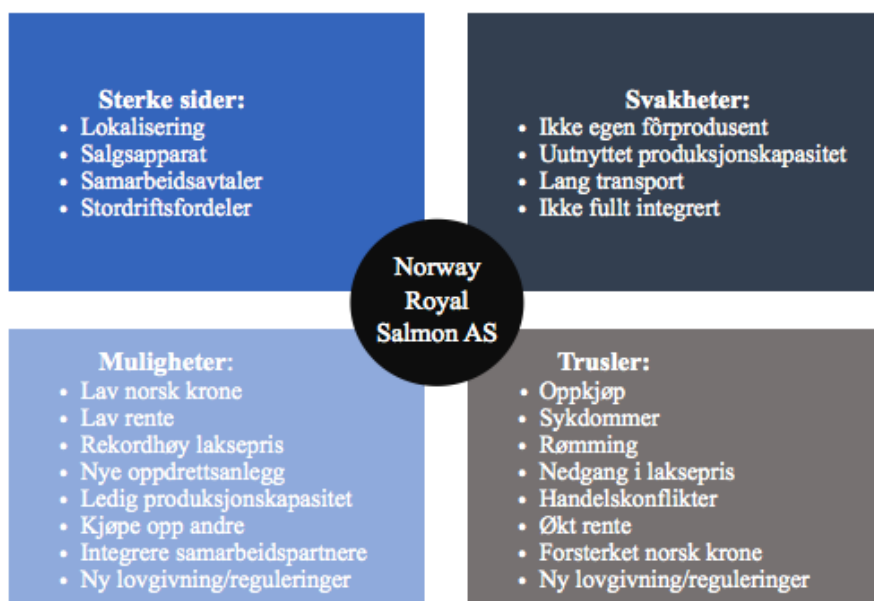 Sterke sider:
• Lokalisering
• Salgsapparat
• Samarbeidsavtaler
• Stordriftsfordeler
Svakheter:
• Ikke egen fôrprodusent
• Uutnyttet produksjonskapasitet
• Lang transport
• Ikke fullt integrert
Norway
Royal
Salmon AS
Muligheter:
• Lav norsk krone
• Lav rente
• Rekordhøy laksepris
• Nye oppdrettsanlegg
• Ledig produksjonskapasitet
• Kjøpe opp andre
• Integrere samarbeidspartnere
• Ny lovgivning/reguleringer
Trusler:
• Oppkjøp
• Sykdommer
• Rømming
• Nedgang i laksepris
• Handelskonflikter
• Økt rente
• Forsterket norsk krone
• Ny lovgivning/reguleringer